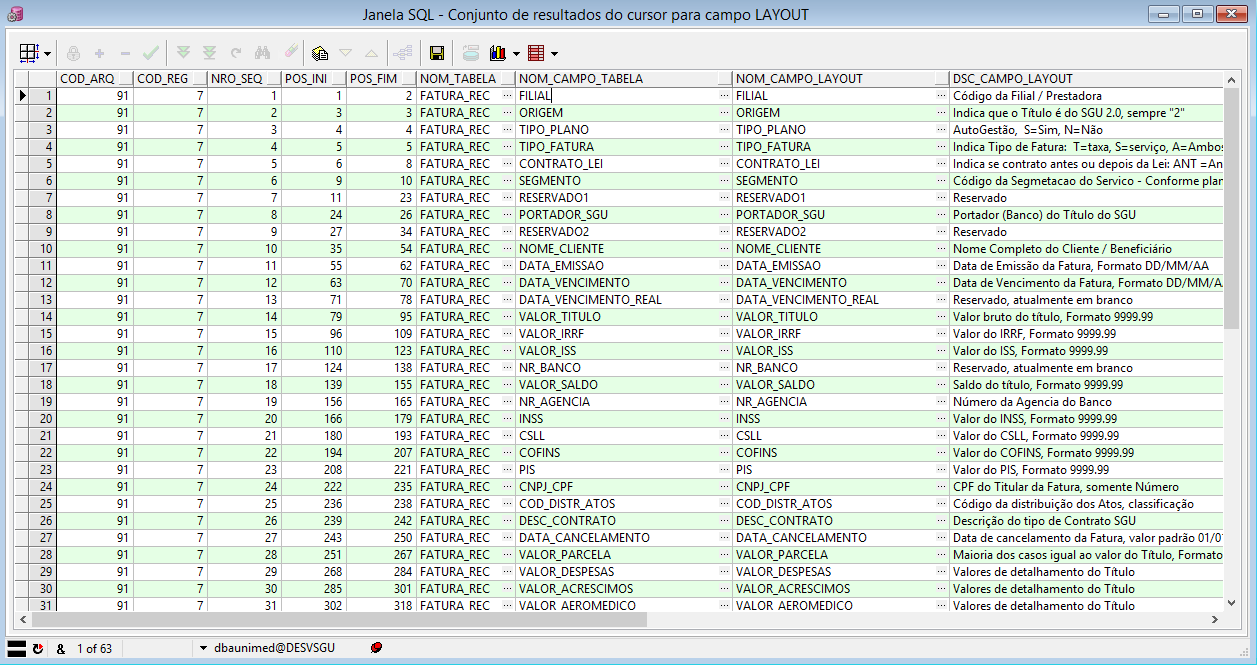 Janela SQL - Conjunto de resultados do cursor para campo LAYOUT
COD_ARQ COD_REG NRO_SEQ POS_INI POS_FIM NOM_TABELA NOM_CAMPO_TABELA NOM_CAMPO_LAYOUT DSC_CAMPO_LAYOUT
1 91 7 1 1 2 FATURA_REC FILIAL FILIAL Código da Filial / Prestadora
2 91 7 2 3 3 FATURA_REC ORIGEM ORIGEM Indica que o Título é do SGU 2.0, sempre "2"
3 91 7 3 4 4 FATURA_REC TIPO_PLANO TIPO_PLANO AutoGestão, S=Sim, N=Não
4 91 7 4 5 5 FATURA_REC TIPO_FATURA TIPO_FATURA Indica Tipo de Fatura: T=taxa, S=serviço, A=Ambos
5 91 7 5 6 8 FATURA_REC CONTRATO_LEI CONTRATO_LEI Indica se contrato antes ou depois da Lei: ANT =An
6 91 7 6 9 10 FATURA_REC SEGMENTO SEGMENTO Código da Segmetacao do Servico - Conforme plan
7 91 7 7 11 23 FATURA_REC RESERVADO1 RESERVADO1 Reservado
8 91 7 8 24 26 FATURA_REC PORTADOR_SGU PORTADOR_SGU Portador (Banco) do Título do SGU
9 91 7 9 27 34 FATURA_REC RESERVADO2 RESERVADO2 Reservado
10 91 7 10 35 54 FATURA_REC NOME_CLIENTE NOME_CLIENTE Nome Completo do Cliente / Beneficiário
11 91 7 11 55 62 FATURA_REC DATA_EMISSAO DATA_EMISSAO Data de Emissão da Fatura, Formato DD/MM/AA
12 91 7 12 63 70 FATURA_REC DATA_VENCIMENTO DATA_VENCIMENTO Data de Vencimento da Fatura, Formato DD/MM/A
13 91 7 13 71 78 FATURA_REC DATA_VENCIMENTO_REAL DATA_VENCIMENTO_REAL Reservado, atualmente em branco
14 91 7 14 79 95 FATURA_REC VALOR_TITULO VALOR_TITULO Valor bruto do título, Formato 9999.99
15 91 7 15 96 109 FATURA_REC VALOR_IRRF VALOR_IRRF Valor do IRRF, Formato 9999.99
16 91 7 16 110 123 FATURA_REC VALOR_ISS VALOR_ISS Valor do ISS, Formato 9999.99
17 91 7 17 124 138 FATURA_REC NR_BANCO NR_BANCO Reservado, atualmente em branco
18 91 7 18 139 155 FATURA_REC VALOR_SALDO VALOR_SALDO Saldo do título, Formato 9999.99
19 91 7 19 156 165 FATURA_REC NR_AGENCIA NR_AGENCIA Número da Agencia do Banco
20 91 7 20 166 179 FATURA_REC INSS INSS Valor do INSS, Formato 9999.99
21 91 7 21 180 193 FATURA_REC CSLL CSLL Valor do CSLL, Formato 9999.99
22 91 7 22 194 207 FATURA_REC COFINS COFINS Valor do COFINS, Formato 9999.99
23 91 7 23 208 221 FATURA_REC PIS PIS Valor do PIS, Formato 9999.99
24 91 7 24 222 235 FATURA_REC CNPJ_CPF CNPJ_CPF CPF do Titular da Fatura, somente Número
25 91 7 25 236 238 FATURA_REC COD_DISTR_ATOS COD_DISTR_ATOS Código da distribuição dos Atos, classificação
26 91 7 26 239 242 FATURA_REC DESC_CONTRATO DESC_CONTRATO Descrição do tipo de Contrato SGU
27 91 7 27 243 250 FATURA_REC DATA_CANCELAMENTO DATA_CANCELAMENTO Data de cancelamento da Fatura, valor padrão 01/0
28 91 7 28 251 267 FATURA_REC VALOR_PARCELA VALOR_PARCELA Maioria dos casos igual ao valor do Título, Formato
29 91 7 29 268 284 FATURA_REC VALOR_DESPESAS VALOR_DESPESAS Valores de detalhamento do Título
30 91 7 30 285 301 FATURA_REC VALOR_ACRESCIMOS VALOR_ACRESCIMOS Valores de detalhamento do Título
31 91 7 31 302 318 FATURA_REC VALOR_AEROMEDICO VALOR_AEROMEDICO Valores de detalhamento do Título
& 1 of 63 dbaunimed@DESVSGU